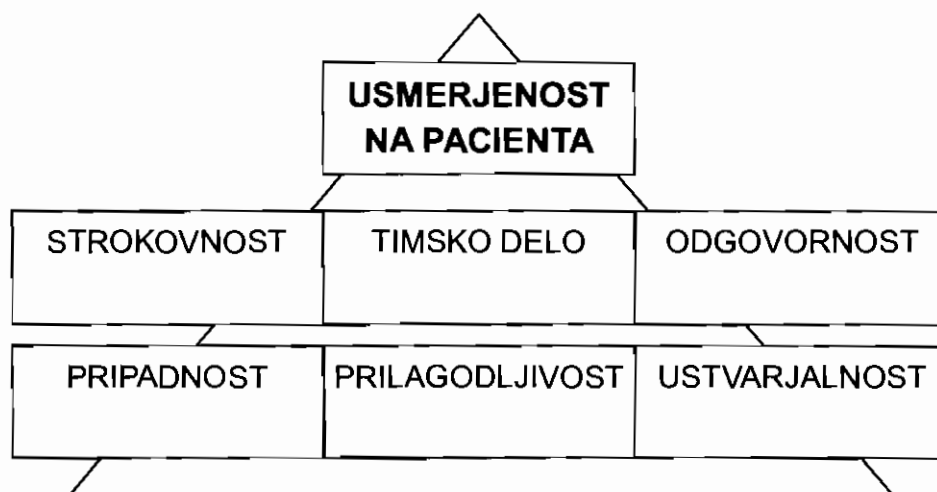 USMERJENOST
NA PACIENTA
STROKOVNOST
TIMSKO DELO
ODGOVORNOST
PRIPADNOST
PRILAGODLJIVOST
USTVARJALNOST